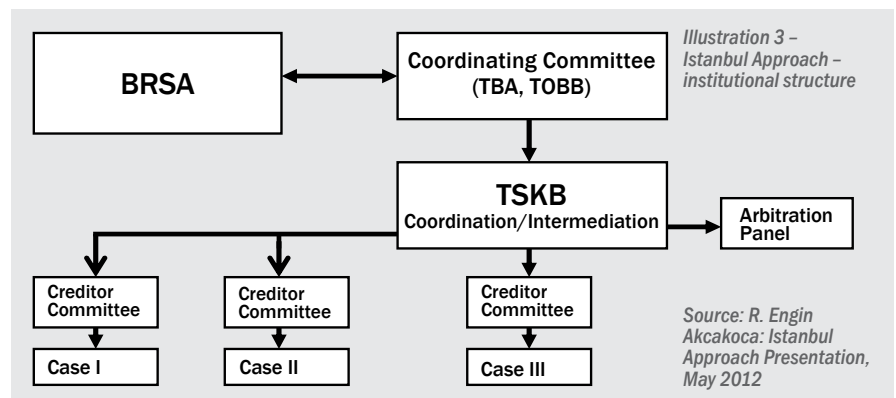 BRSA
Coordinating Committee
(TBA, TOBB)
Illustration 3 –
Istanbul Approach –
institutional structure
TSKB
Coordination/Intermediation
Arbitration
Panel
Creditor
Committee
Creditor
Committee
Creditor
Committee
Case I
Case II
Case III
Source: R. Engin
Akcakoca: Istanbul
Approach Presentation,
May 2012